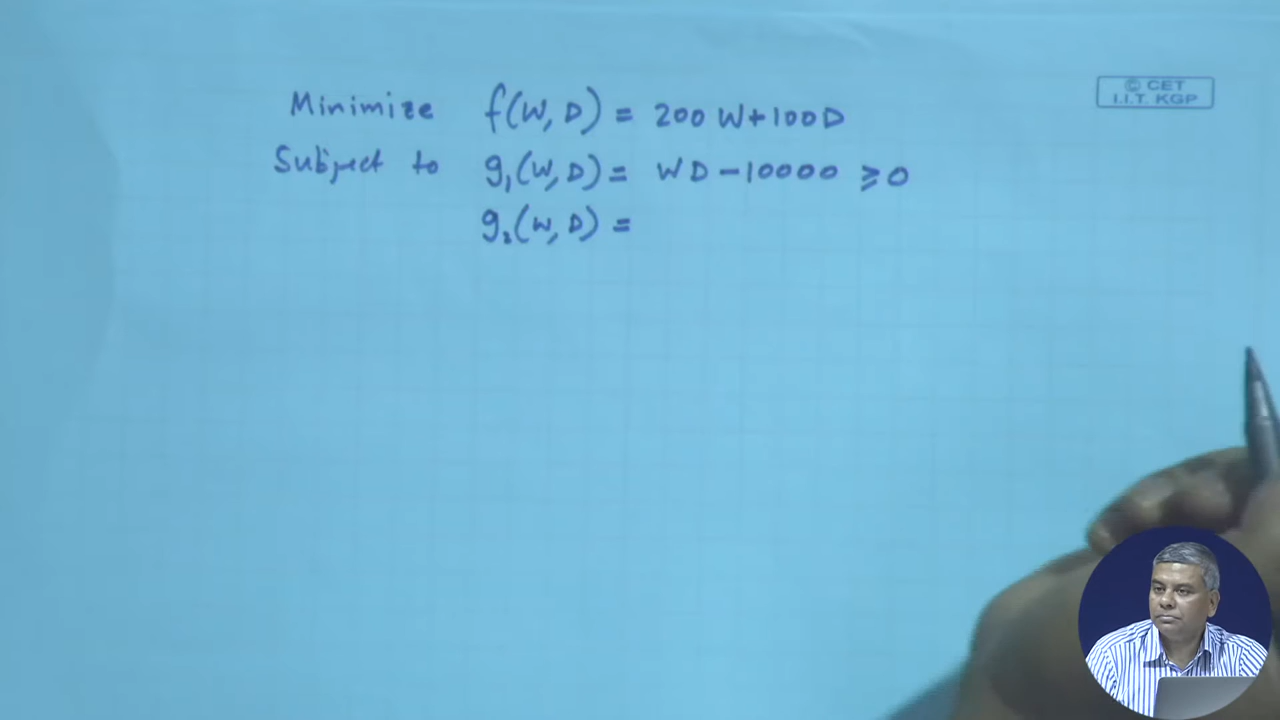 Minimize f(W, D) = 200 W + 100 D
Subject to g₁(W, D) = WD - 10000 ⩾ 0
g₂(W, D) =
© CET
I.I.T. KGP